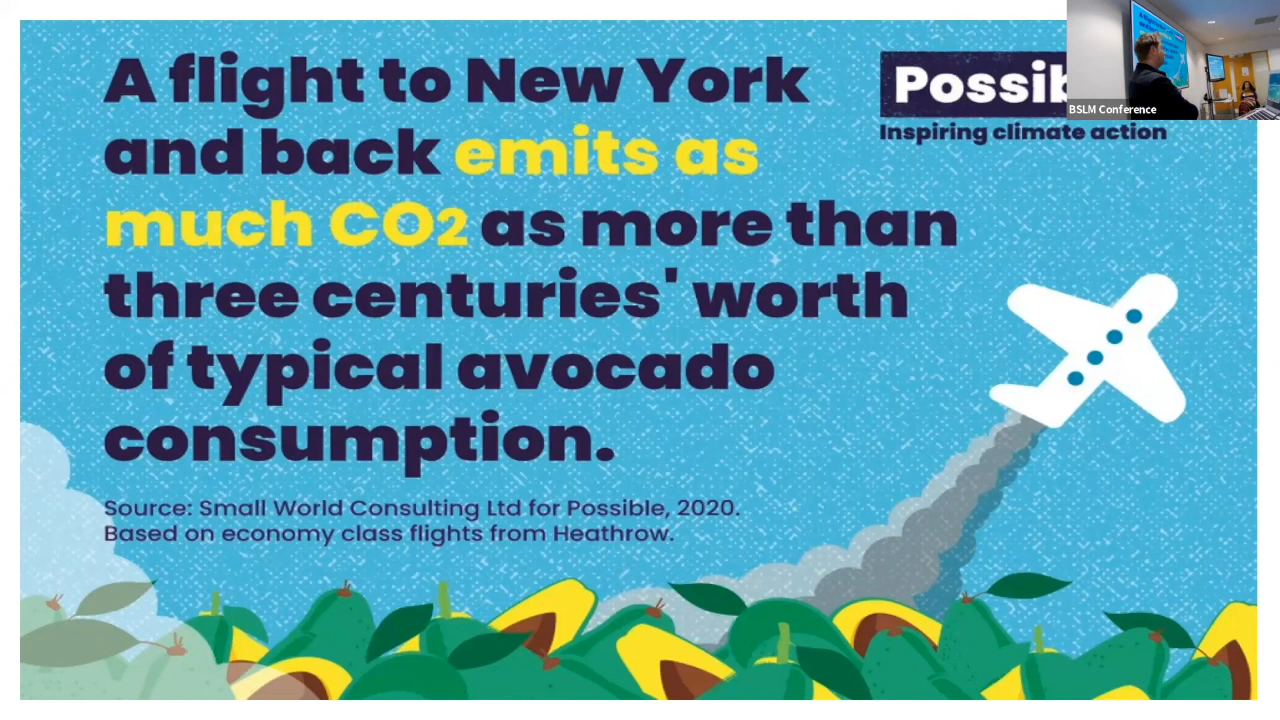 A flight to New York
and back emits as
much CO2 as more than
three centuries' worth
of typical avocado
consumption.
Source: Small World Consulting Ltd for Possible, 2020.
Based on economy class flights from Heathrow.
Possib
Inspiring climate action
BSLM Conference